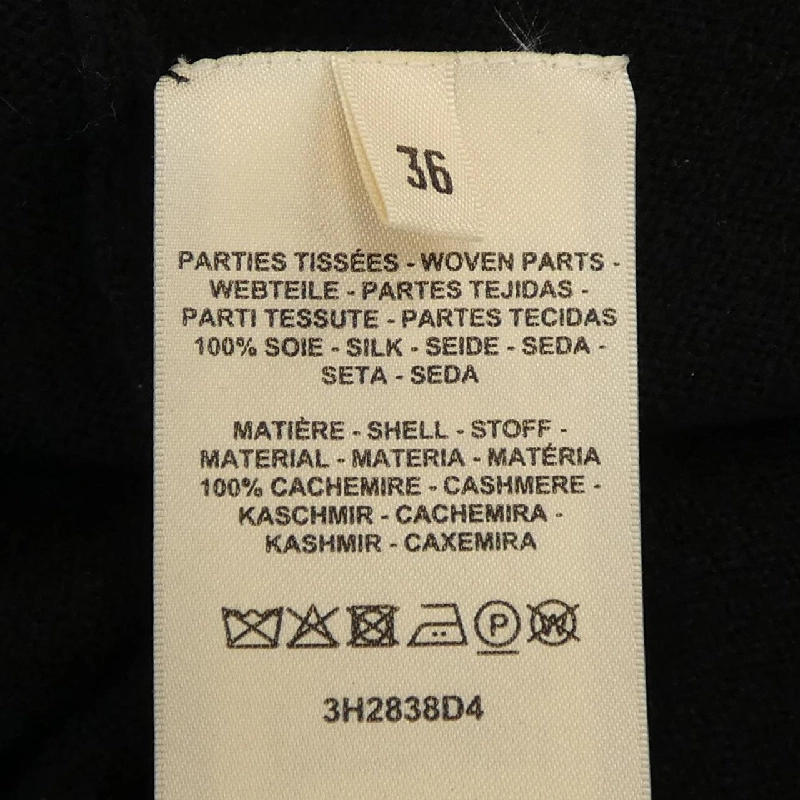 36
PARTIES TISSÉES - WOVEN PARTS -
WEBTEILE - PARTES TEJIDAS -
PARTI TESSUTE - PARTES TECIDAS
100% SOIE - SILK - SEIDE - SEDA -
SETA - SEDA
MATIÈRE - SHELL - STOFF -
MATERIAL - MATERIA - MATÉRIA
100% CACHEMIRE - CASHMERE -
KASCHMIR - CACHEMIRA -
KASHMIR - CAXEMIRA
P W
3H2838D4